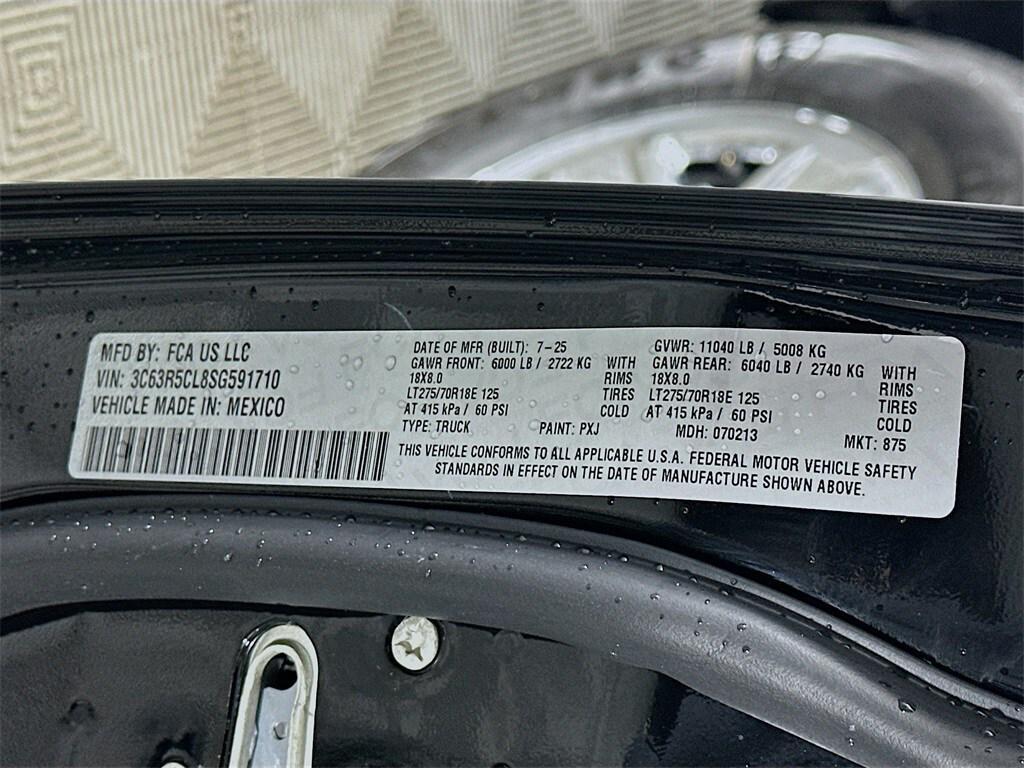 MFD BY: FCA US LLC
VIN: 3C63R5CL8SG591710
VEHICLE MADE IN: MEXICO
DATE OF MFR (BUILT): 7-25
GAWR FRONT: 6000 LB / 2722 KG WITH
18X8.0 RIMS
LT275/70R18E 125 TIRES
AT 415 kPa / 60 PSI COLD
TYPE: TRUCK PAINT: PXJ
GVWR: 11040 LB / 5008 KG
GAWR REAR: 6040 LB / 2740 KG WITH
18X8.0 RIMS
LT275/70R18E 125 TIRES
AT 415 kPa / 60 PSI COLD
MDH: 070213 MKT: 875
THIS VEHICLE CONFORMS TO ALL APPLICABLE U.S.A. FEDERAL MOTOR VEHICLE SAFETY
STANDARDS IN EFFECT ON THE DATE OF MANUFACTURE SHOWN ABOVE.